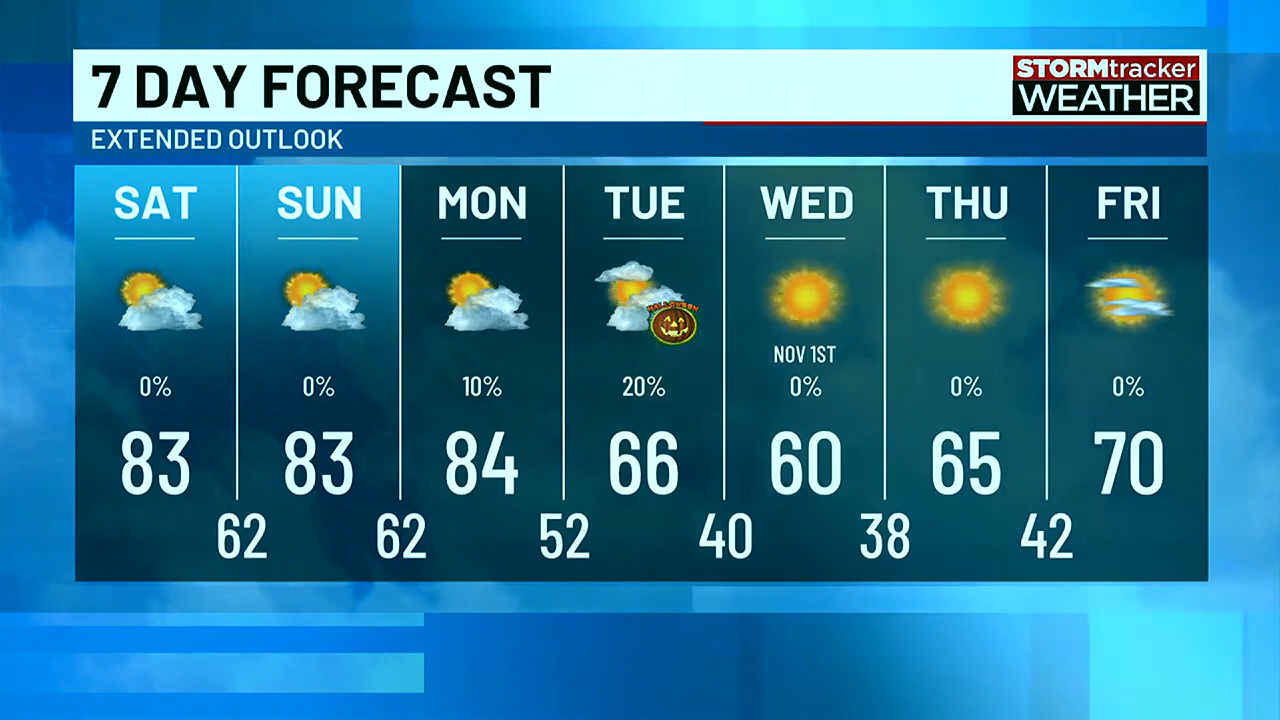 7 DAY FORECAST
STORMtracker
WEATHER
EXTENDED OUTLOOK
SAT SUN MON TUE WED THU FRI
HALLOWEEN
NOV 1ST
0% 0% 10% 20% 0% 0% 0%
83 83 84 66 60 65 70
62 62 52 40 38 42